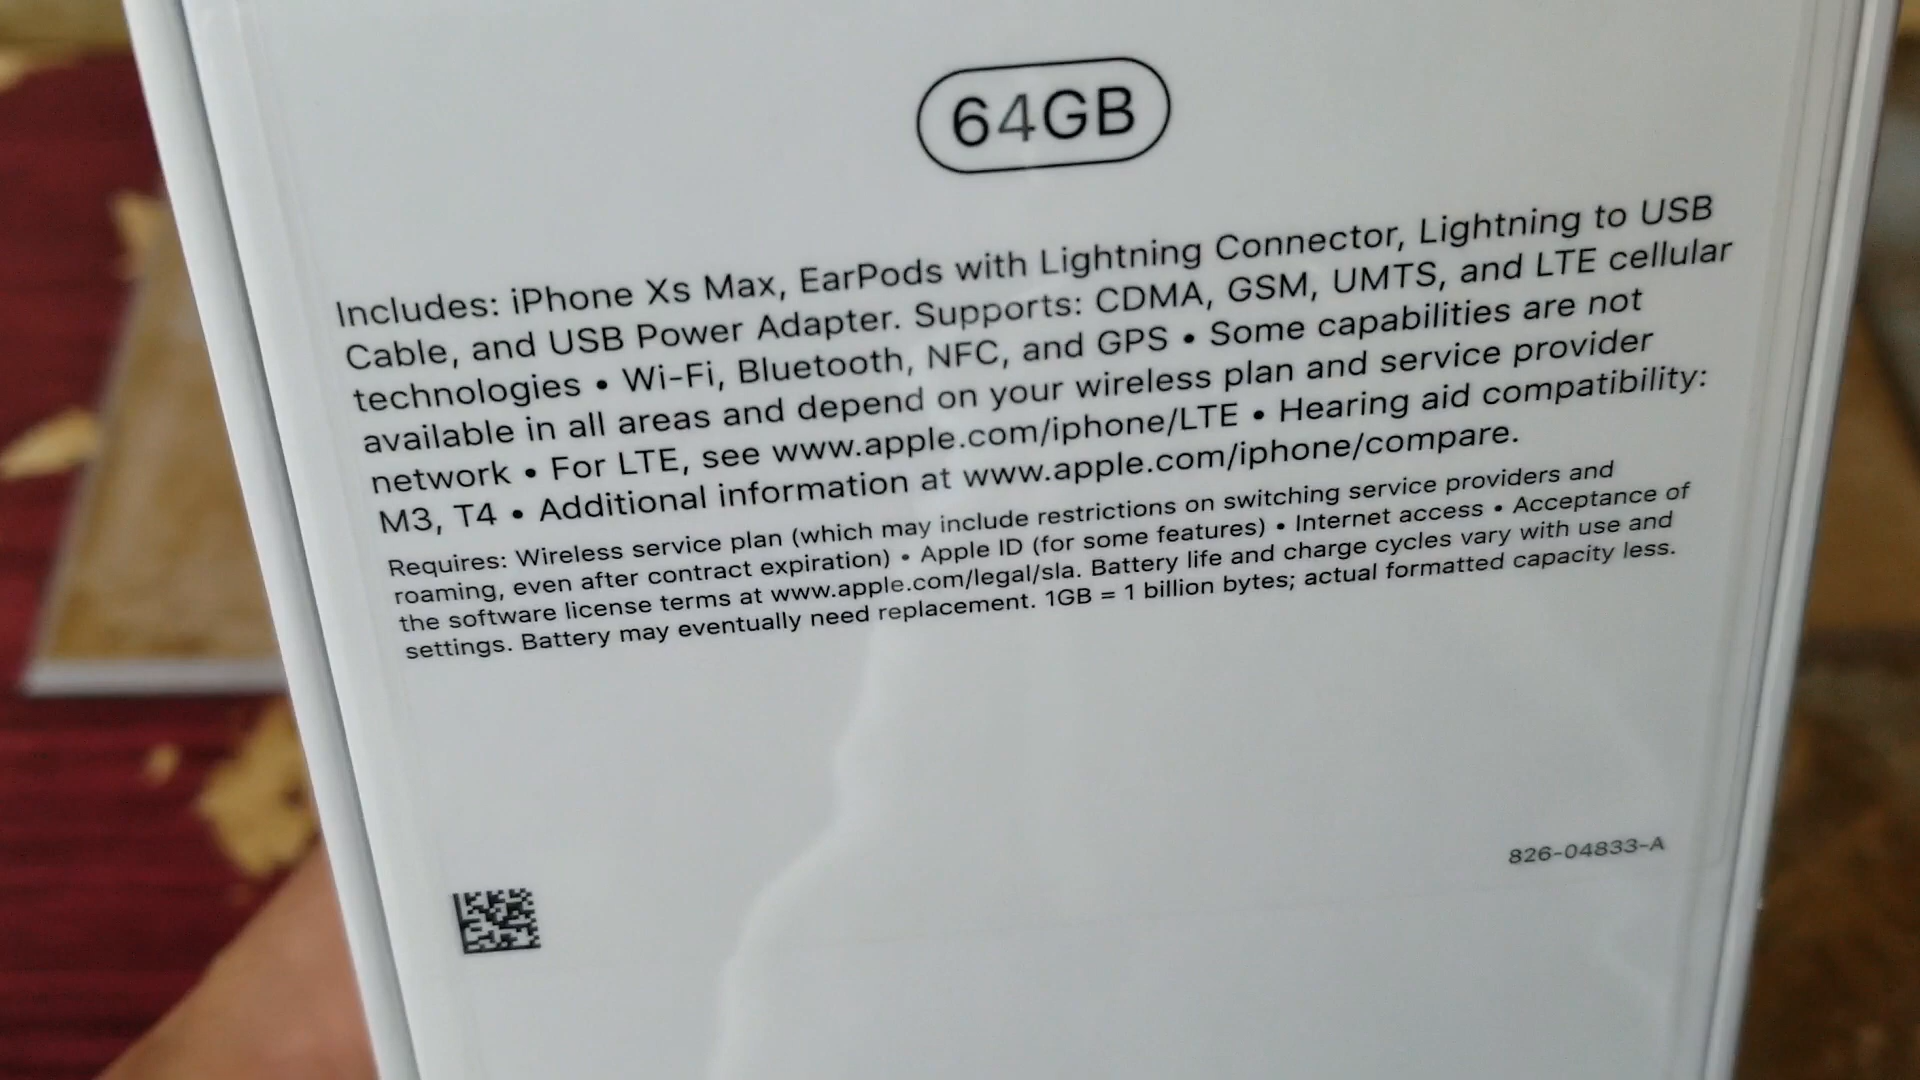 64GB
Includes: iPhone Xs Max, EarPods with Lightning Connector, Lightning to USB
Cable, and USB Power Adapter. Supports: CDMA, GSM, UMTS, and LTE cellular
technologies • Wi-Fi, Bluetooth, NFC, and GPS • Some capabilities are not
available in all areas and depend on your wireless plan and service provider
network • For LTE, see www.apple.com/iphone/LTE • Hearing aid compatibility:
M3, T4 • Additional information at www.apple.com/iphone/compare.
Requires: Wireless service plan (which may include restrictions on switching service providers and
roaming, even after contract expiration) • Apple ID (for some features) • Internet access • Acceptance of
the software license terms at www.apple.com/legal/sla. Battery life and charge cycles vary with use and
settings. Battery may eventually need replacement. 1GB = 1 billion bytes; actual formatted capacity less.
826-04833-A